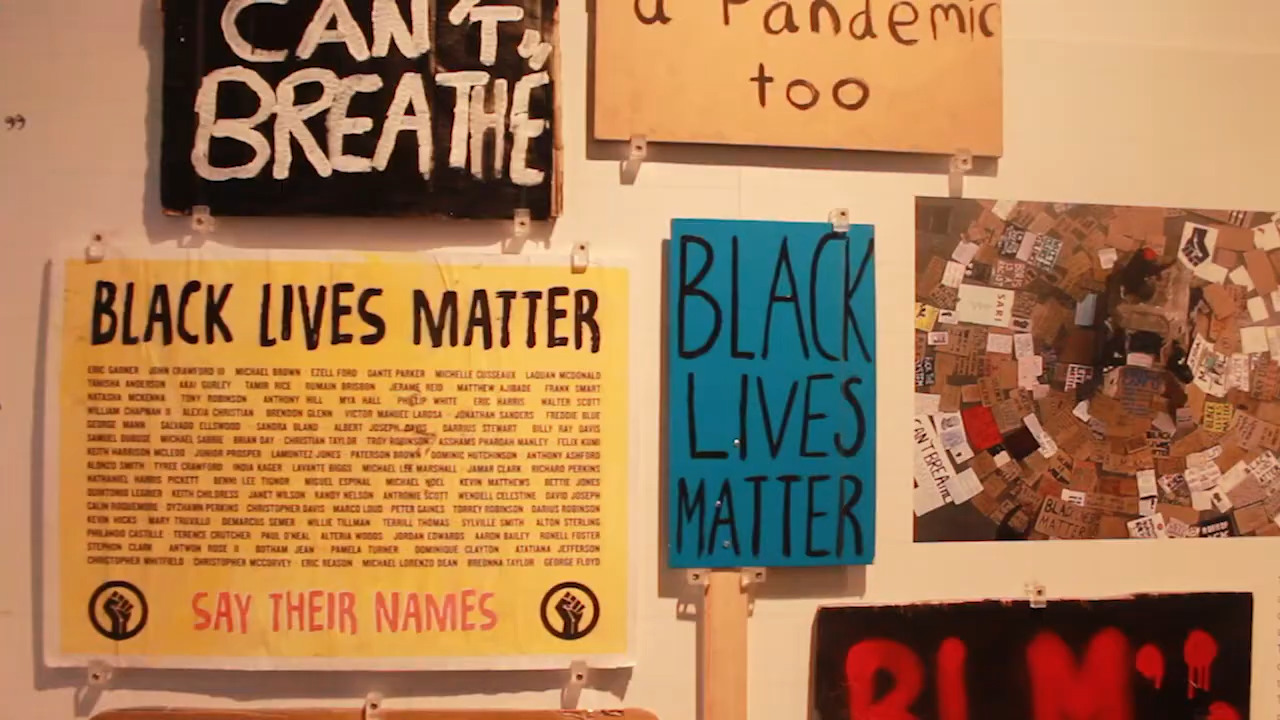 CAN'T
BREATHE
a Pandemic
too
”
BLACK LIVES MATTER
ERIC GARNER · JOHN CRAWFORD III · MICHAEL BROWN · EZELL FORD · DANTE PARKER · MICHELLE CUSSEAUX · LAQUAN MCDONALD
TANISHA ANDERSON · AKAI GURLEY · TAMIR RICE · RUMAIN BRISBON · JERAME REID · MATTHEW AJIBADE · FRANK SMART
NATASHA MCKENNA · TONY ROBINSON · ANTHONY HILL · MYA HALL · PHILLIP WHITE · ERIC HARRIS · WALTER SCOTT
WILLIAM CHAPMAN II · ALEXIA CHRISTIAN · BRENDON GLENN · VICTOR MANUEL LAROSA · JONATHAN SANDERS · FREDDIE BLUE
GEORGE MANN · SALVADO ELLSWOOD · SANDRA BLAND · ALBERT JOSEPH DAVIS · DARRIUS STEWART · BILLY RAY DAVIS
SAMUEL DUBOSE · MICHAEL SABBIE · BRIAN DAY · CHRISTIAN TAYLOR · TROY ROBINSON · ASSHAMS PHAROAH MANLEY · FELIX KUMI
KEITH HARRISON MCLEOD · JUNIOR PROSPER · LAMONTEZ JONES · PATERSON BROWN · DOMINIC HUTCHINSON · ANTHONY ASHFORD
ALONZO SMITH · TYREE CRAWFORD · INDIA KAGER · LAVANTE BIGGS · MICHAEL LEE MARSHALL · JAMAR CLARK · RICHARD PERKINS
NATHANIEL HARRIS PICKETT · BENNI LEE TIGNOR · MIGUEL ESPINAL · MICHAEL NOEL · KEVIN MATTHEWS · BETTIE JONES
QUINTONIO LEGRIER · KEITH CHILDRESS · JANET WILSON · RANDY NELSON · ANTRONIE SCOTT · WENDELL CELESTINE · DAVID JOSEPH
CALIN ROQUEMORE · DYZHAWN PERKINS · CHRISTOPHER DAVIS · MARCO LOUD · PETER GAINES · TORREY ROBINSON · DARIUS ROBINSON
KEVIN HICKS · MARY TRUXILLO · DEMARCUS SEMER · WILLIE TILLMAN · TERRILL THOMAS · SYLVILLE SMITH · ALTON STERLING
PHILANDO CASTILE · TERENCE CRUTCHER · PAUL O'NEAL · ALTERIA WOODS · JORDAN EDWARDS · AARON BAILEY · RONELL FOSTER
STEPHON CLARK · ANTWON ROSE II · BOTHAM JEAN · PAMELA TURNER · DOMINIQUE CLAYTON · ATATIANA JEFFERSON
CHRISTOPHER WHITFIELD · CHRISTOPHER MCCORVEY · ERIC REASON · MICHAEL LORENZO DEAN · BREONNA TAYLOR · GEORGE FLOYD
SAY THEIR NAMES
BLACK
LIVES
MATTER
SARI
CAN'T BREATHE
BLM